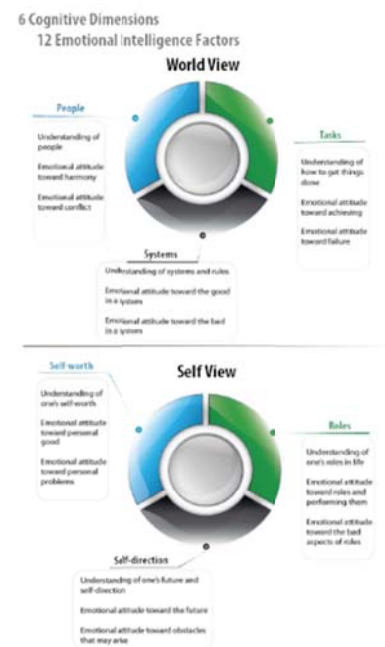 6 Cognitive Dimensions
12 Emotional Intelligence Factors
World View
People
Understanding of
people
Emotional attitude
toward harmony
Emotional attitude
toward conflict
Tasks
Understanding of
how to get things
done
Emotional attitude
toward achieving
Emotional attitude
toward failure
Systems
Understanding of systems and rules
Emotional attitude toward the good
in a system
Emotional attitude toward the bad
in a system
Self View
Self-worth
Understanding of
one's self-worth
Emotional attitude
toward personal
good
Emotional attitude
toward personal
problems
Roles
Understanding of
one's roles in life
Emotional attitude
toward roles and
performing them
Emotional attitude
toward the bad
aspects of roles
Self-direction
Understanding of one's future and
self-direction
Emotional attitude toward the future
Emotional attitude toward obstacles
that may arise